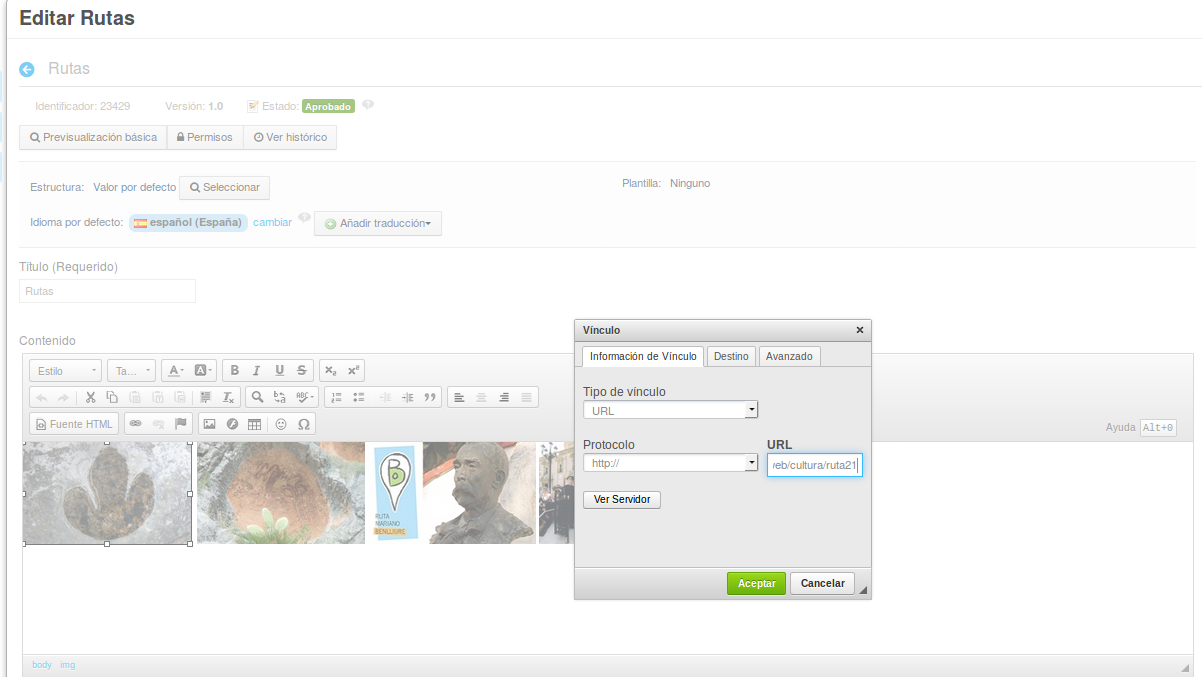 Editar Rutas
Rutas
Identificador: 23429 Versión: 1.0 Estado: Aprobado
Previsualización básica Permisos Ver histórico
Estructura: Valor por defecto Seleccionar Plantilla: Ninguno
Idioma por defecto: español (España) cambiar Añadir traducción
Título (Requerido)
Rutas
Contenido
Estilo Ta... A A B I U S x₂ x²
ABC
Fuente HTML Ω
Ayuda Alt+0
B
RUTA
MARIANO
BENLLIURE
body img
Vínculo ×
Información de Vínculo Destino Avanzado
Tipo de vínculo
URL
Protocolo URL
http:// /eb/cultura/ruta21
Ver Servidor
Aceptar Cancelar